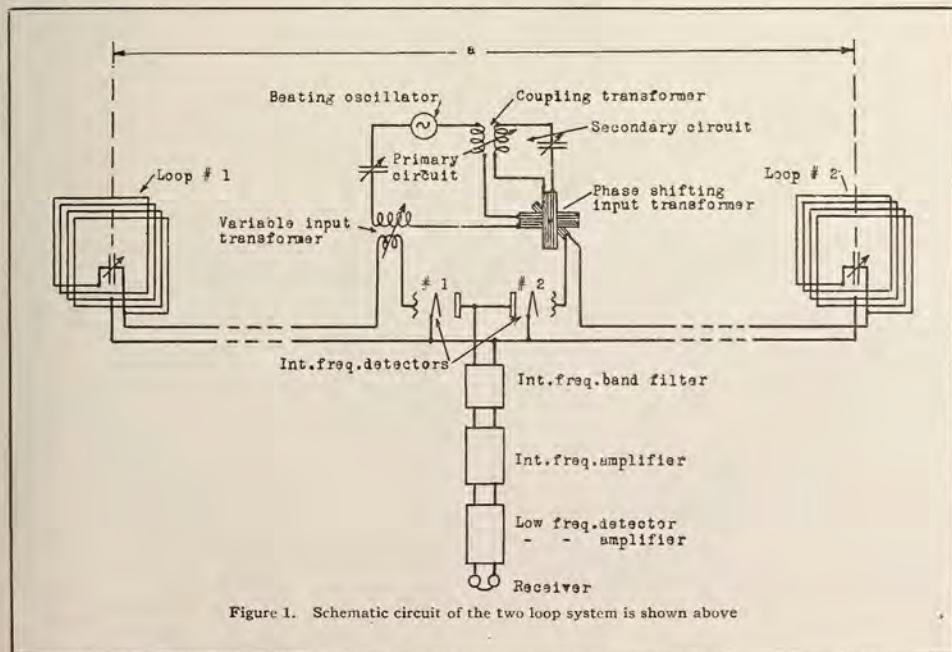 a
Beating oscillator
Coupling transformer
Secondary circuit
Primary
circuit
Loop # 1
Loop # 2
Phase shifting
input transformer
Variable input
transformer
# 1
# 2
Int.freq.detectors
Int.freq.band filter
Int.freq.amplifier
Low freq.detector
- - amplifier
Receiver
Figure 1. Schematic circuit of the two loop system is shown above